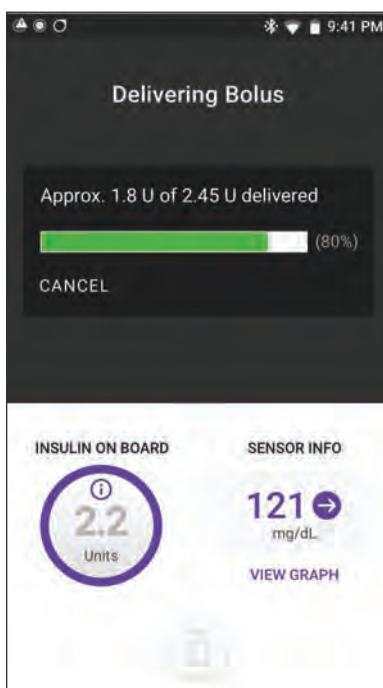 9:41 PM
Delivering Bolus
Approx. 1.8 U of 2.45 U delivered
(80%)
CANCEL
INSULIN ON BOARD
SENSOR INFO
2.2
Units
121
mg/dL
VIEW GRAPH